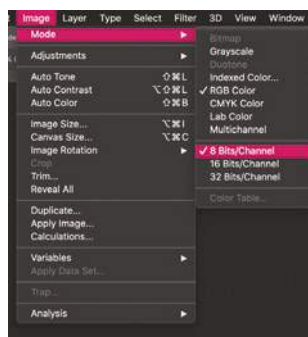 Image Layer Type Select Filter 3D View Window
Mode
Adjustments
Auto Tone ⇧⌘L
Auto Contrast ⌥⇧⌘L
Auto Color ⇧⌘B
Image Size... ⌥⌘I
Canvas Size... ⌥⌘C
Image Rotation
Crop
Trim...
Reveal All
Duplicate...
Apply Image...
Calculations...
Variables
Apply Data Set...
Trap...
Analysis
Bitmap
Grayscale
Duotone
Indexed Color...
✓ RGB Color
CMYK Color
Lab Color
Multichannel
✓ 8 Bits/Channel
16 Bits/Channel
32 Bits/Channel
Color Table...